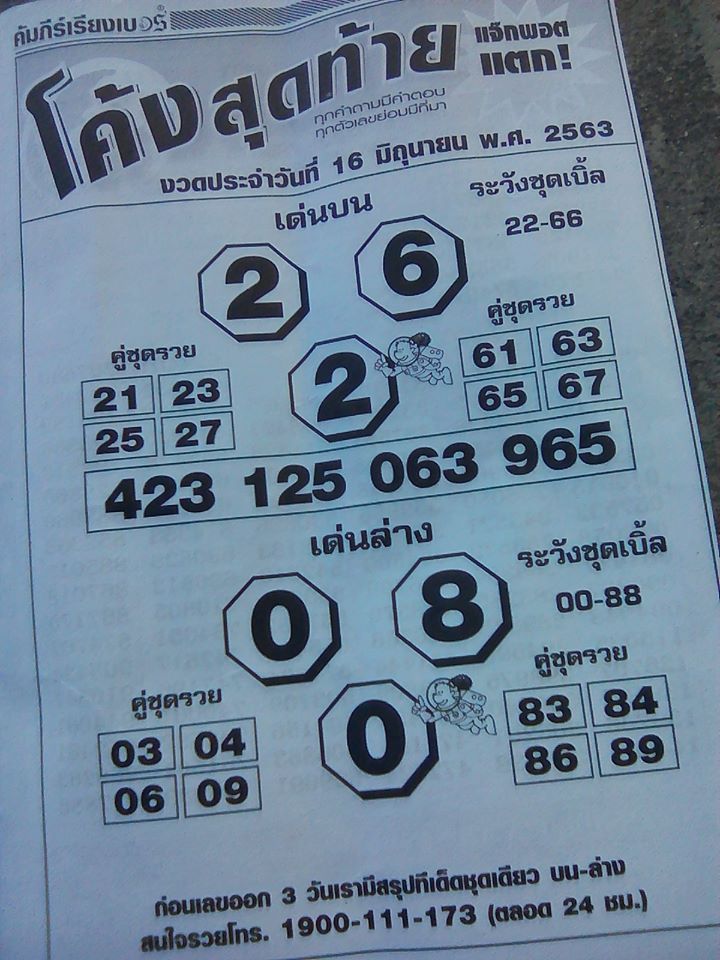 คัมภีร์เรียงเบอร์
โค้งสุดท้าย
แจ๊กพอต
แตก!
ทุกคำถามมีคำตอบ
ทุกตัวเลขย่อมมีที่มา
งวดประจำวันที่ 16 มิถุนายน พ.ศ. 2563
เด่นบน
ระวังชุดเบิ้ล
22-66
2 6
2
คู่ชุดรวย
21 23
25 27
คู่ชุดรวย
61 63
65 67
423 125 063 965
เด่นล่าง
ระวังชุดเบิ้ล
00-88
0 8
0
คู่ชุดรวย
03 04
06 09
คู่ชุดรวย
83 84
86 89
ก่อนเลขออก 3 วันเรามีสรุปทีเด็ดชุดเดียว บน-ล่าง
สนใจรวยโทร. 1900-111-173 (ตลอด 24 ชม.)